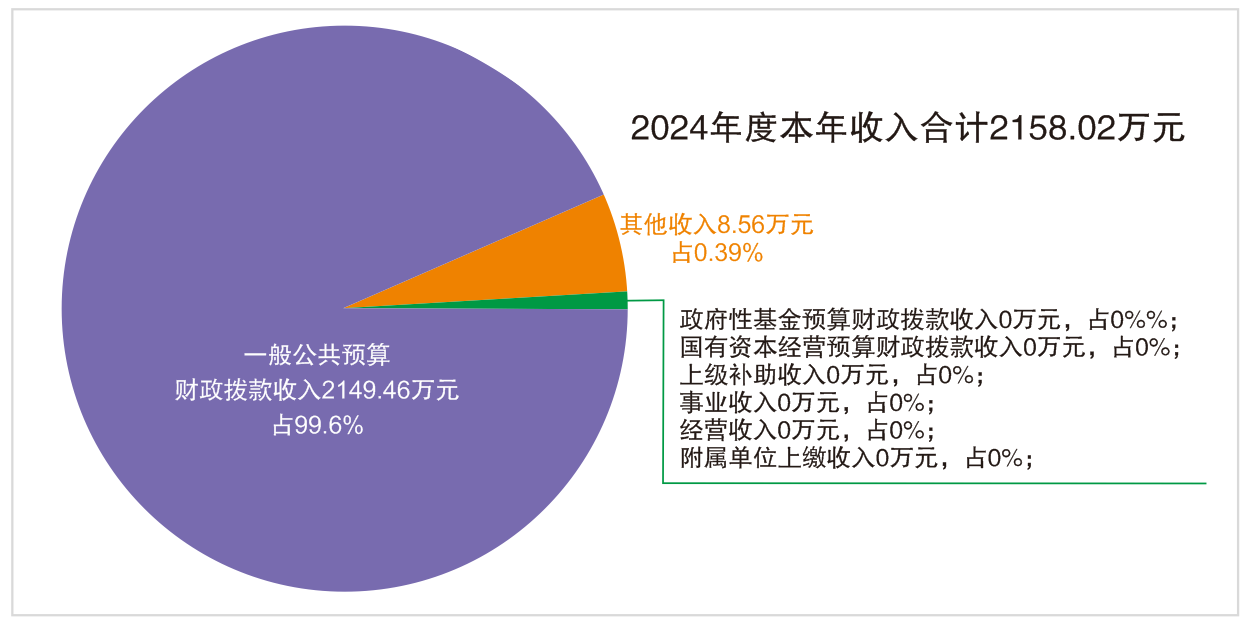 2024年度本年收入合计2158.02万元
其他收入8.56万元
占0.39%
一般公共预算
财政拨款收入2149.46万元
占99.6%
政府性基金预算财政拨款收入0万元，占0%%；
国有资本经营预算财政拨款收入0万元，占0%；
上级补助收入0万元，占0%；
事业收入0万元，占0%；
经营收入0万元，占0%；
附属单位上缴收入0万元，占0%；